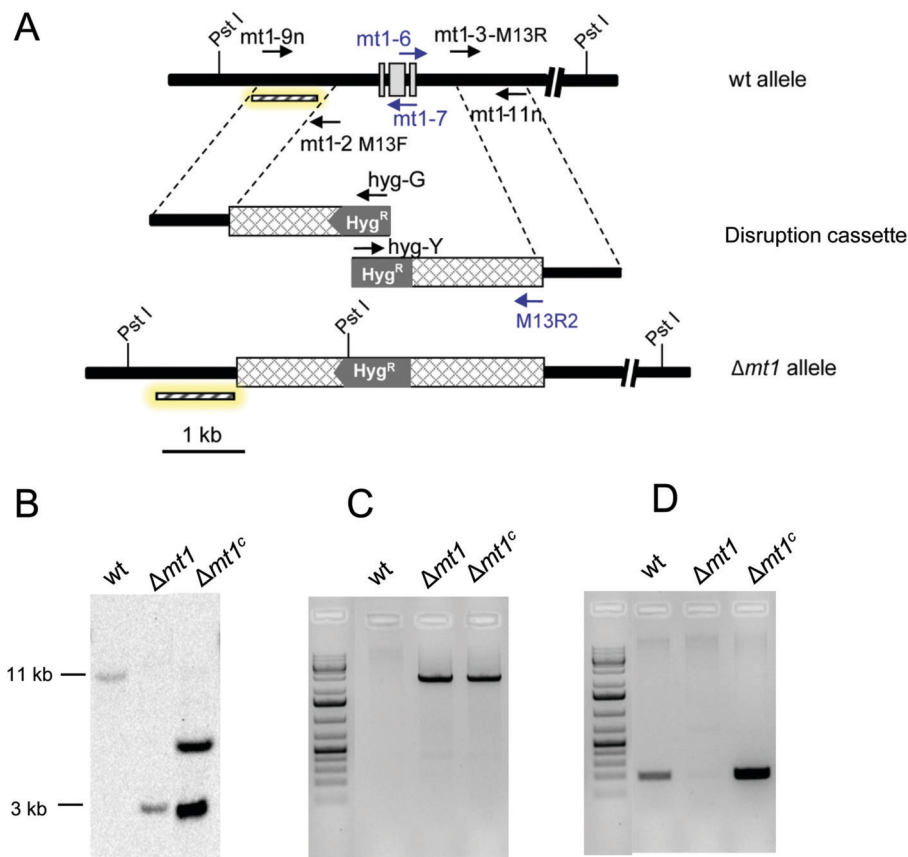 A
Pst I
mt1-9n
mt1-6
mt1-3-M13R
Pst I
wt allele
mt1-7
mt1-11n
mt1-2 M13F
hyg-G
Hyg^R
Disruption cassette
hyg-Y
Hyg^R
M13R2
Pst I
Pst I
Pst I
Hyg^R
Δmt1 allele
1 kb
B
C
D
wt
Δmt1
Δmt1^c
wt
Δmt1
Δmt1^c
wt
Δmt1
Δmt1^c
11 kb
3 kb